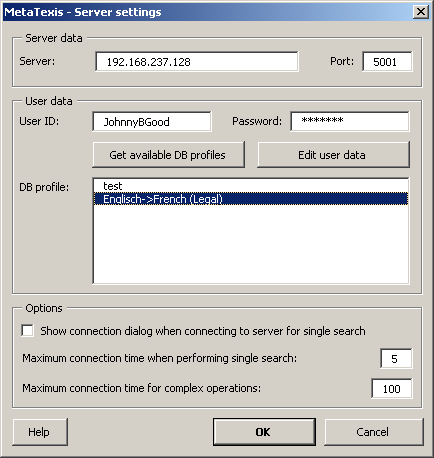 MetaTexis - Server settings
Server data
Server: 192.168.237.128 Port: 5001
User data
User ID: JohnnyBGood Password: *******
Get available DB profiles Edit user data
DB profile: test
Englisch->French (Legal)
Options
Show connection dialog when connecting to server for single search
Maximum connection time when performing single search: 5
Maximum connection time for complex operations: 100
Help OK Cancel